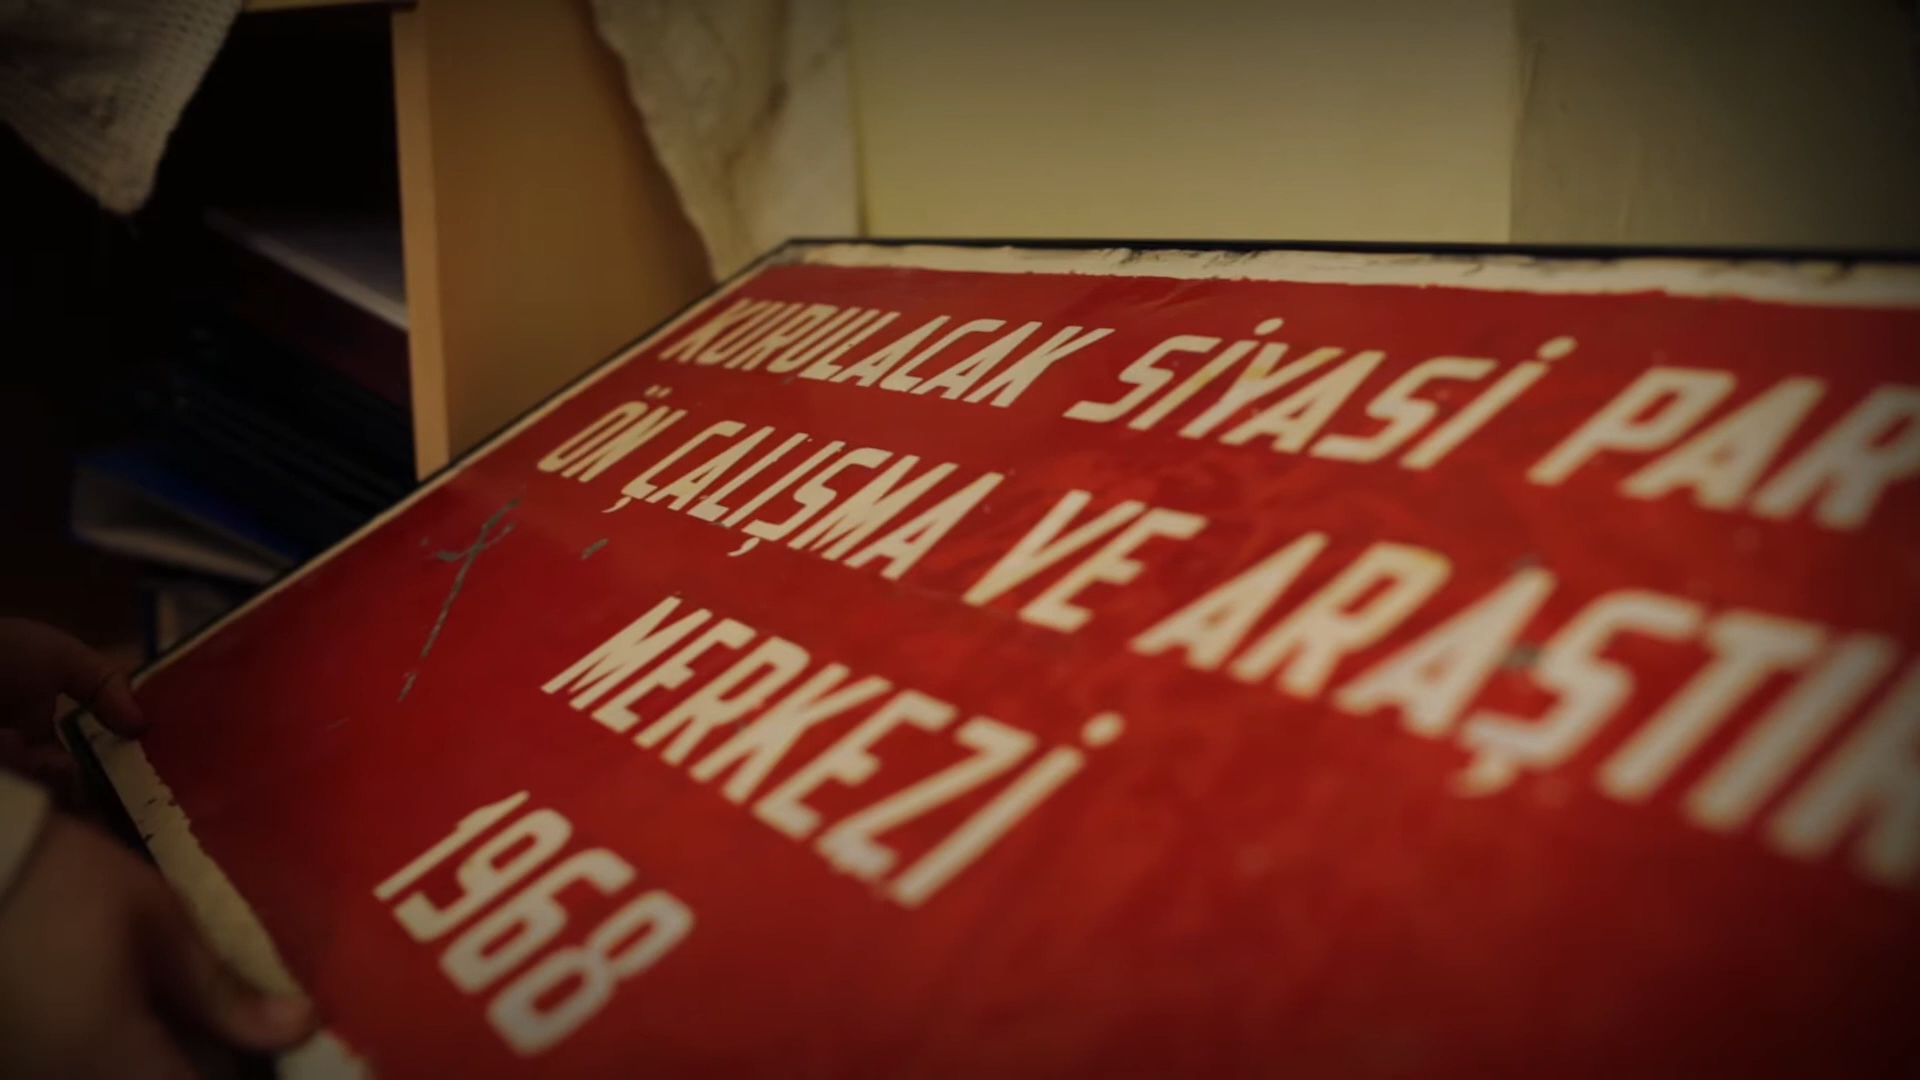 KURULACAK SİYASİ PAR
ÖN ÇALIŞMA VE ARAŞTIR
MERKEZİ
1968